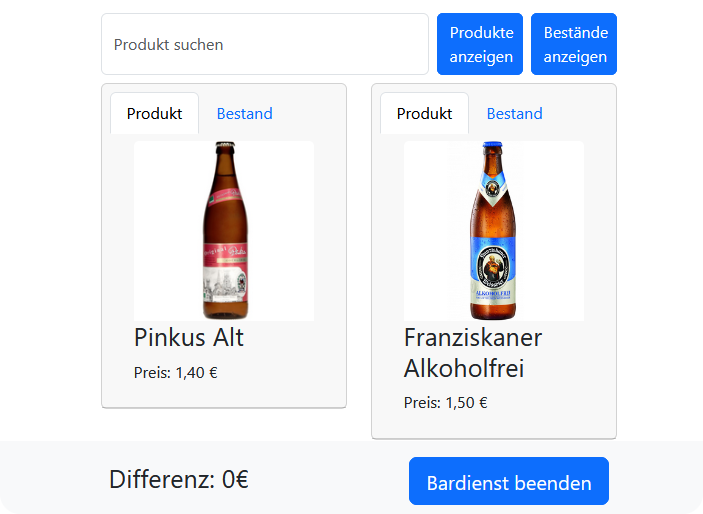 Produkt suchen
Produkte
anzeigen
Bestände
anzeigen
Produkt
Bestand
Produkt
Bestand
ALKOHOLFREI
Pinkus Alt
Preis: 1,40 €
Franziskaner
Alkoholfrei
Preis: 1,50 €
Differenz: 0€
Bardienst beenden